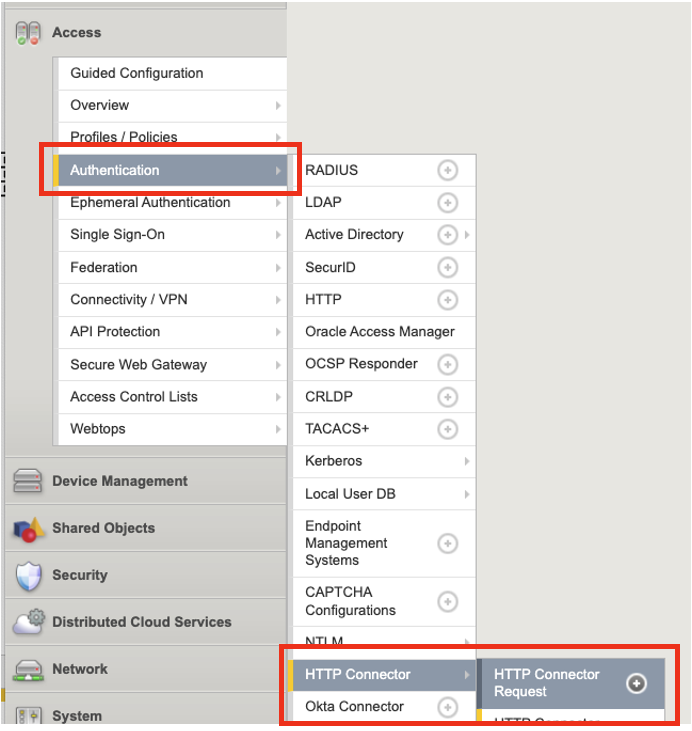 Access
Guided Configuration
Overview
Profiles / Policies
Authentication
Ephemeral Authentication
Single Sign-On
Federation
Connectivity / VPN
API Protection
Secure Web Gateway
Access Control Lists
Webtops
RADIUS
LDAP
Active Directory
SecurID
HTTP
Oracle Access Manager
OCSP Responder
CRLDP
TACACS+
Kerberos
Local User DB
Endpoint
Management
Systems
CAPTCHA
Configurations
NTLM
HTTP Connector
Okta Connector
HTTP Connector
Request
HTTP Connector
Device Management
Shared Objects
Security
Distributed Cloud Services
Network
System